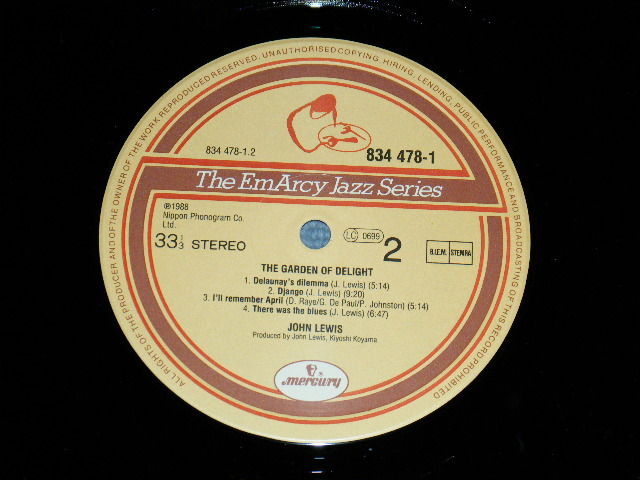 ALL RIGHTS OF THE PRODUCER AND OF THE OWNER OF THE WORK REPRODUCED RESERVED. UNAUTHORISED COPYING, HIRING, LENDING, PUBLIC PERFORMANCE AND BROADCASTING OF THIS RECORD PROHIBITED
834 478-1.2
834 478-1
The EmArcy Jazz Series
℗1988
Nippon Phonogram Co.
Ltd.
33 1/3 STEREO
LC 0699
2
B.I.E.M. STEMRA
THE GARDEN OF DELIGHT
1. Delaunay's dilemma (J. Lewis) (5:14)
2. Django (J. Lewis) (9:20)
3. I'll remember April (D. Raye/G. De Paul/P. Johnston) (5:14)
4. There was the blues (J. Lewis) (6:47)
JOHN LEWIS
Produced by John Lewis, Kiyoshi Koyama
mercury